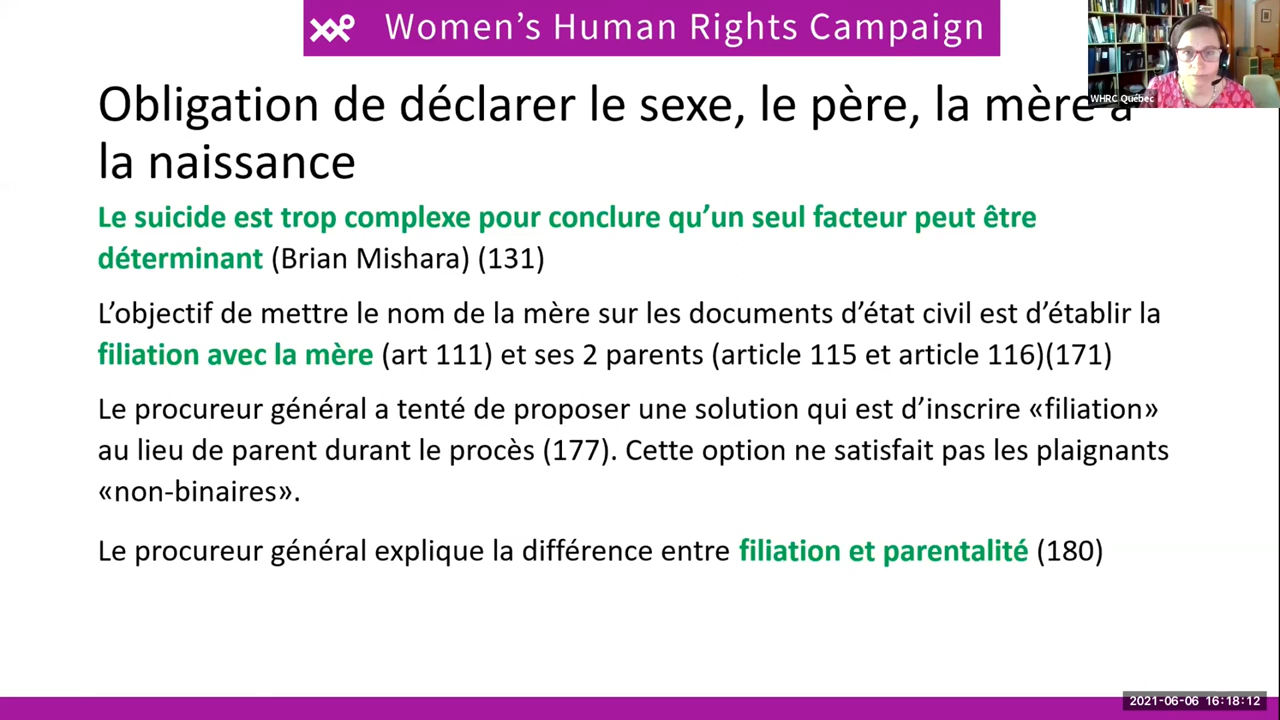 Women's Human Rights Campaign
WHRC Québec
Obligation de déclarer le sexe, le père, la mère à
la naissance
Le suicide est trop complexe pour conclure qu’un seul facteur peut être
déterminant (Brian Mishara) (131)
L’objectif de mettre le nom de la mère sur les documents d’état civil est d’établir la
filiation avec la mère (art 111) et ses 2 parents (article 115 et article 116)(171)
Le procureur général a tenté de proposer une solution qui est d’inscrire «filiation»
au lieu de parent durant le procès (177). Cette option ne satisfait pas les plaignants
«non-binaires».
Le procureur général explique la différence entre filiation et parentalité (180)
2021-06-06 16:18:12